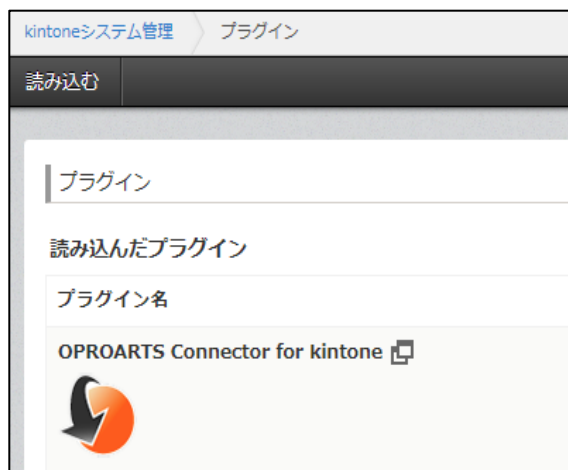 kintoneシステム管理 プラグイン
読み込む
プラグイン
読み込んだプラグイン
プラグイン名
OPROARTS Connector for kintone